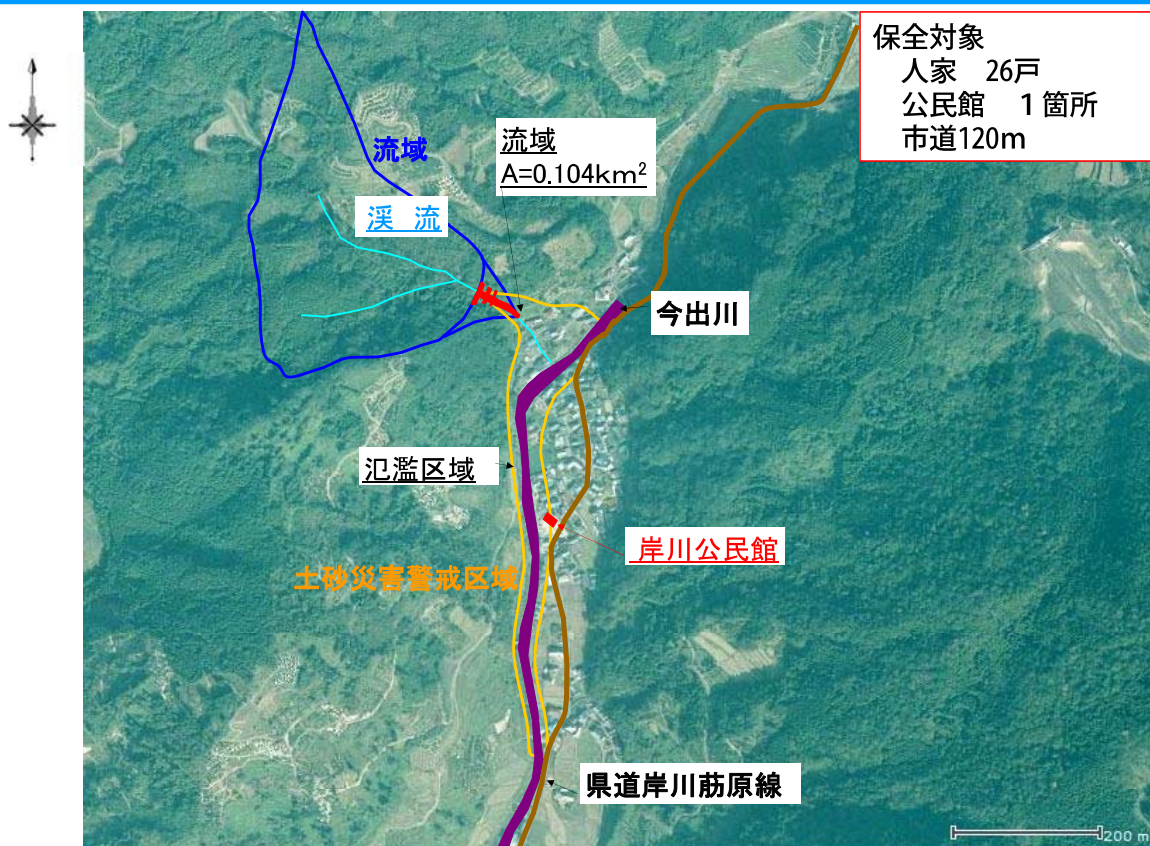 保全対象
人家　26戸
公民館　１箇所
市道120m
流域
流域
A=0.104km²
渓　流
今出川
氾濫区域
岸川公民館
土砂災害警戒区域
県道岸川莇原線
200 m